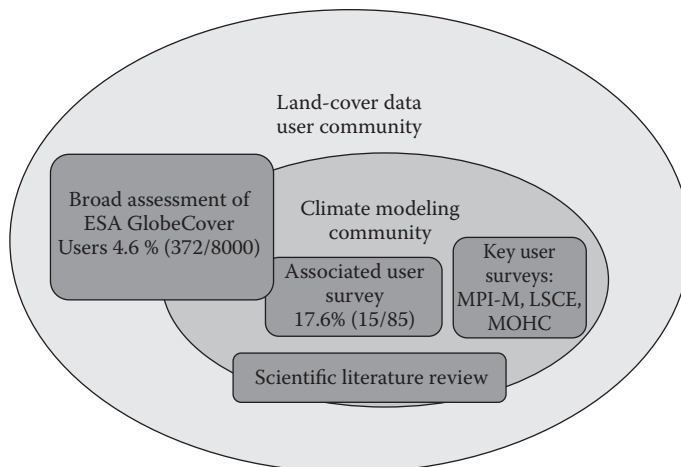 Land-cover data
user community
Broad assessment of
ESA GlobeCover
Users 4.6 % (372/8000)
Climate modeling
community
Associated user
survey
17.6% (15/85)
Key user
surveys:
MPI-M, LSCE,
MOHC
Scientific literature review